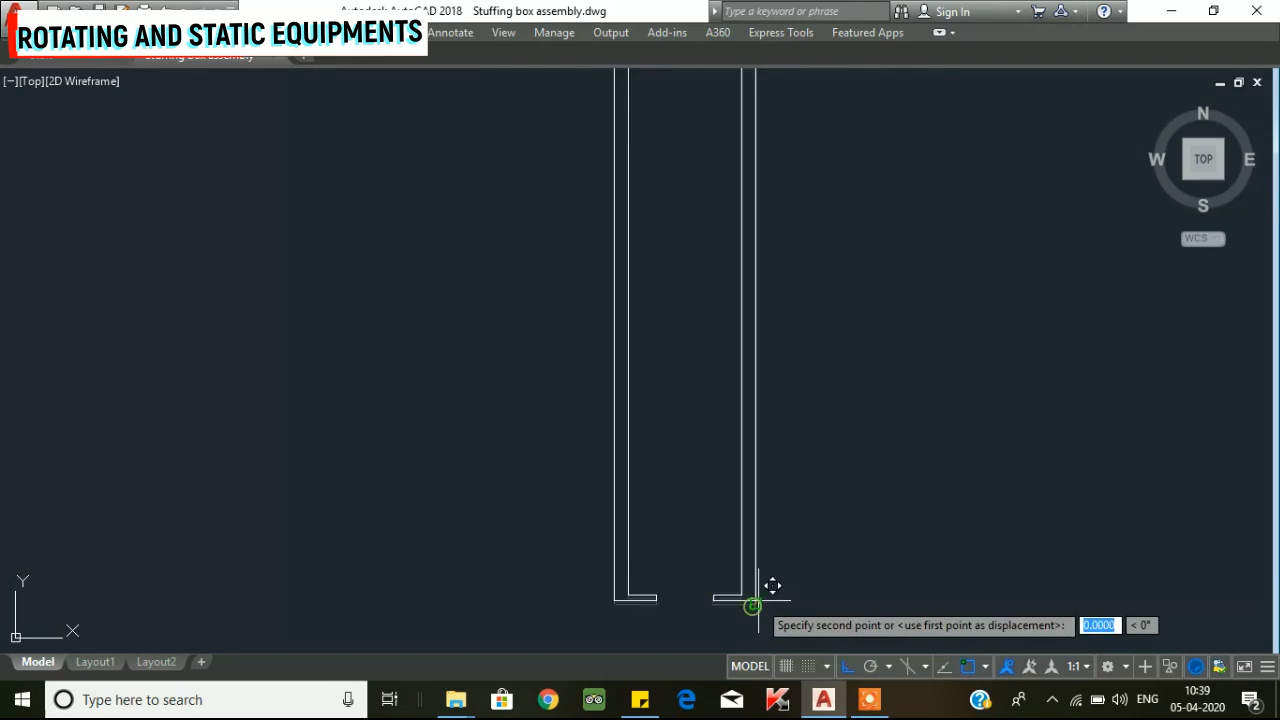 ROTATING AND STATIC EQUIPMENTS
Autodesk AutoCAD 2018 Stuffing box assembly.dwg
Type a keyword or phrase
Sign In
Annotate View Manage Output Add-ins A360 Express Tools Featured Apps
[−][Top][2D Wireframe]
N
W TOP E
S
WCS
Specify second point or <use first point as displacement>: 0.0000 < 0°
Y
X
Model Layout1 Layout2 +
MODEL 1:1
Type here to search
ENG
10:39
05-04-2020
2